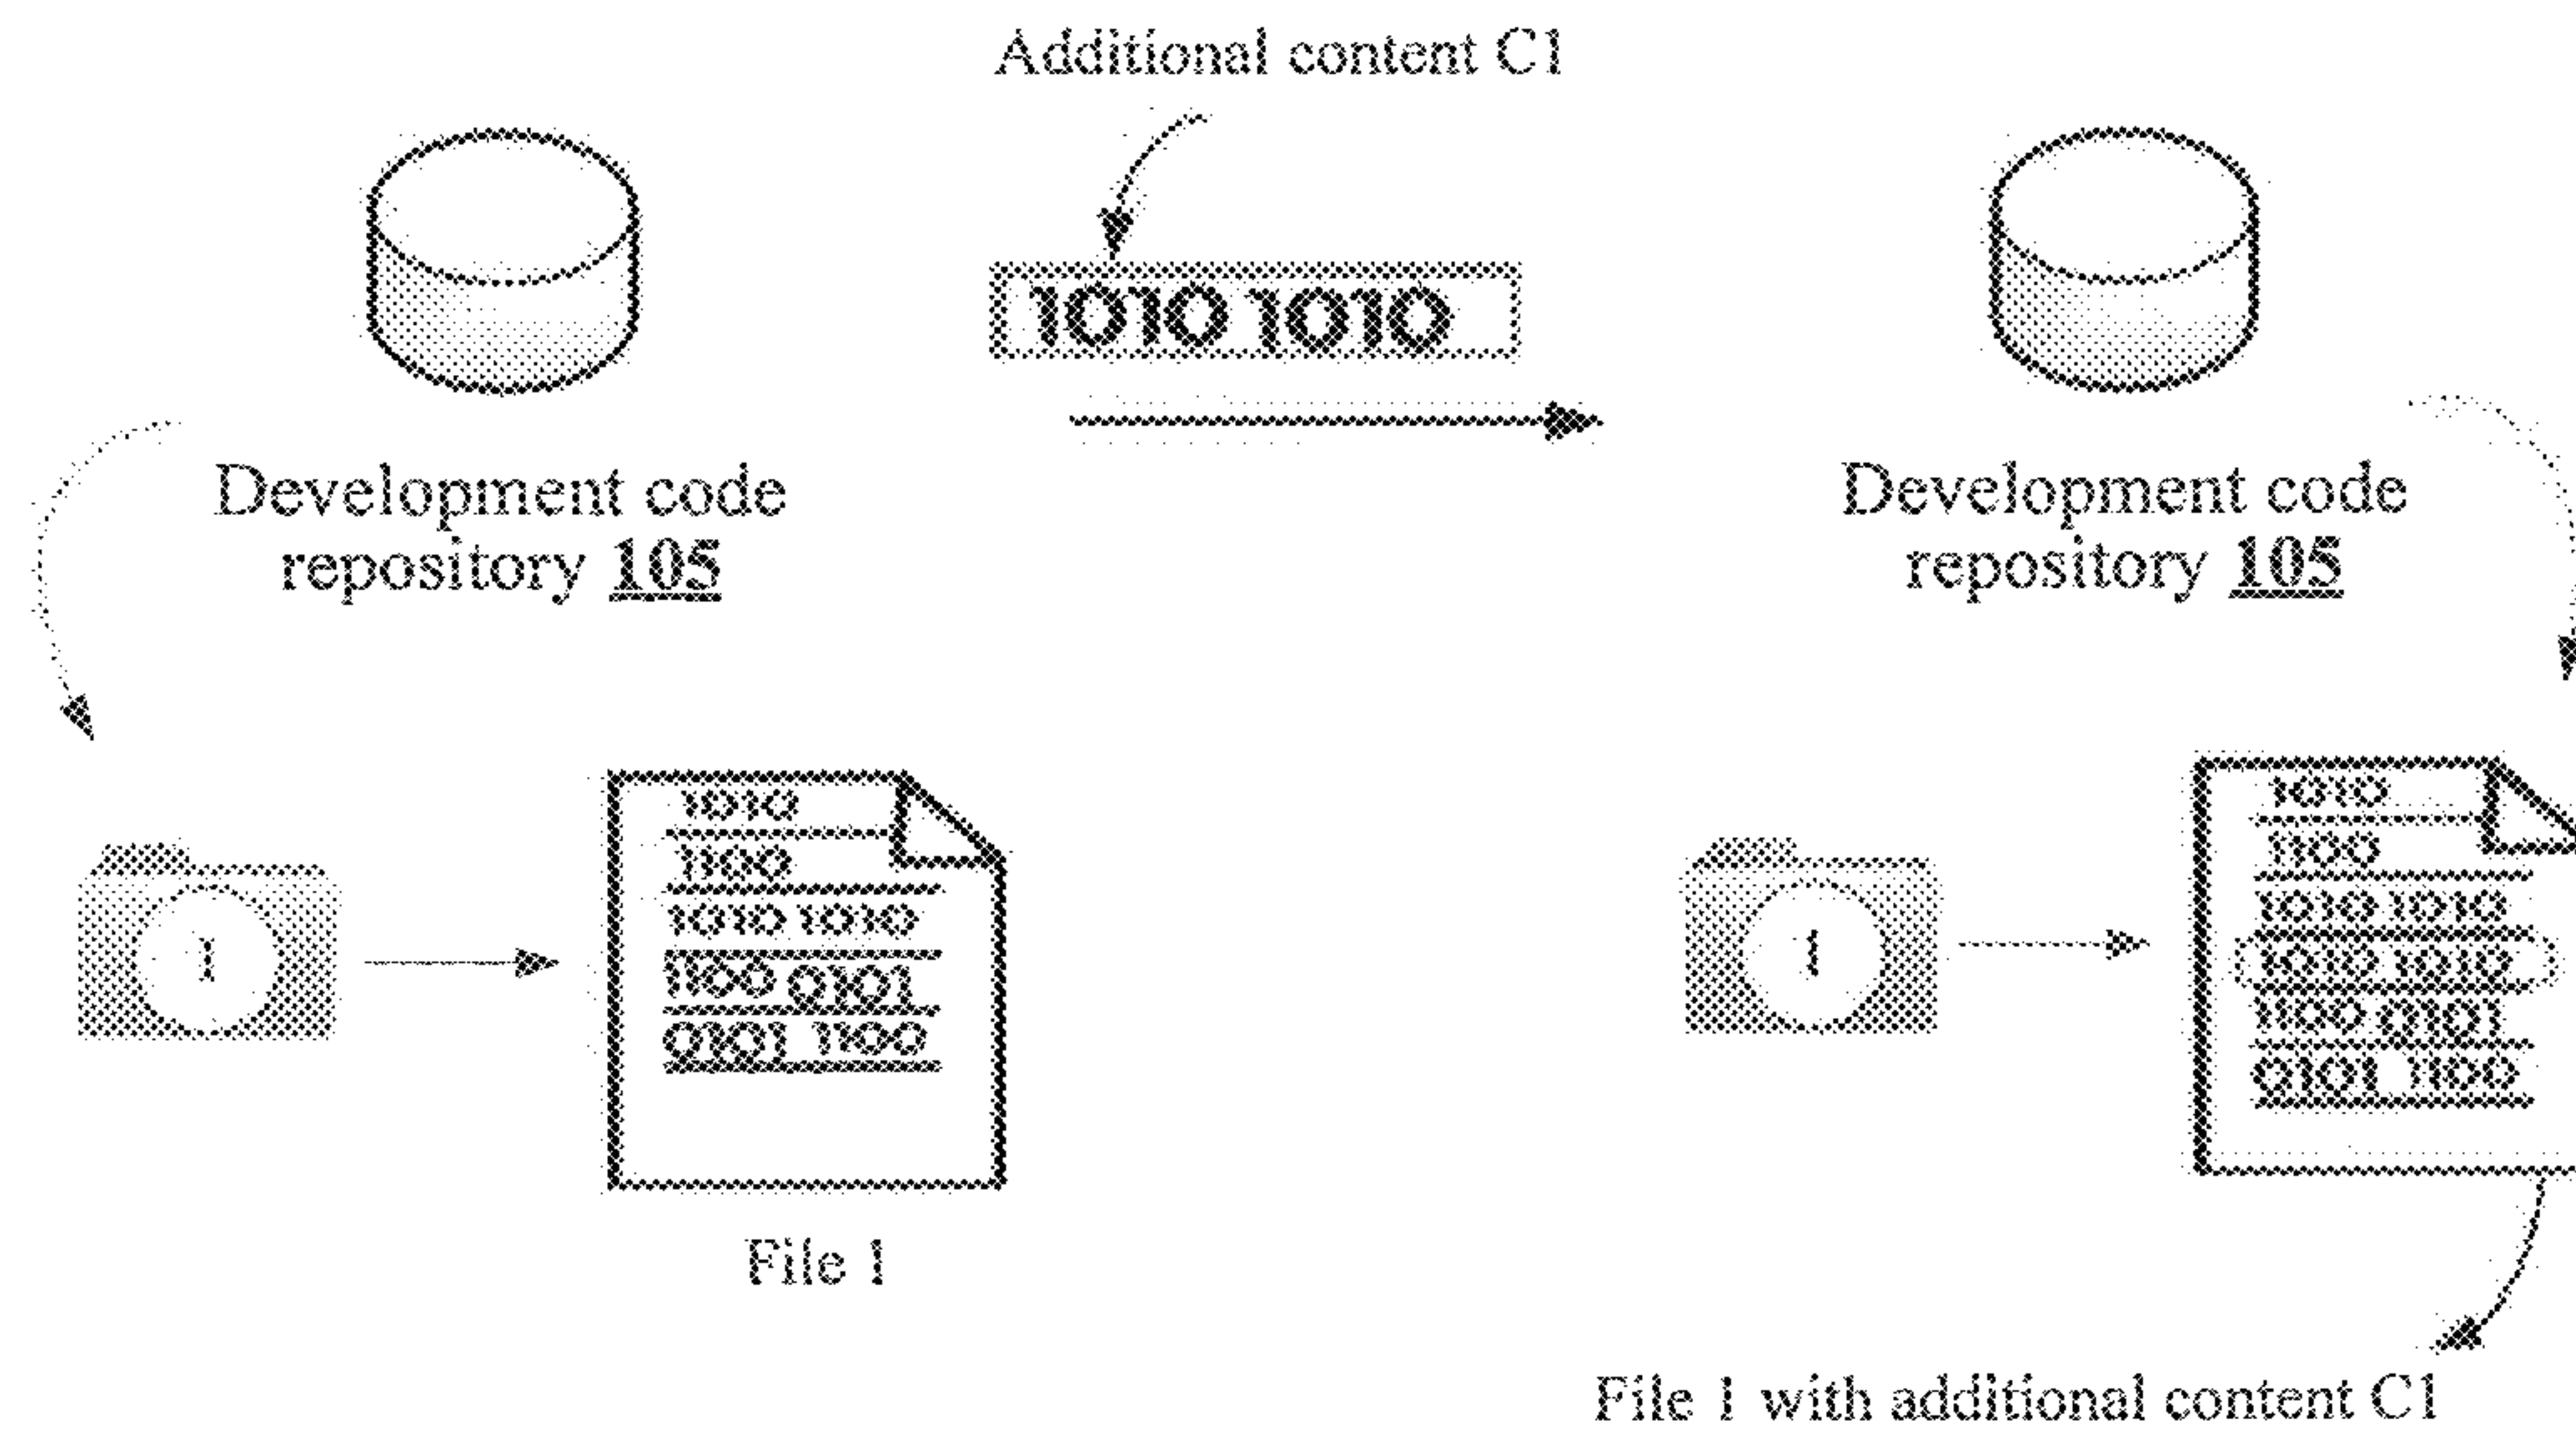 Additional content C1
1010 1010
Development code
repository 105
Development code
repository 105
1
1010
1100
1010 1010
1100 0101
0101 1100
File 1
1
1010
1100
1010 1010
1010 1010
1100 0101
0101 1100
File 1 with additional content C1